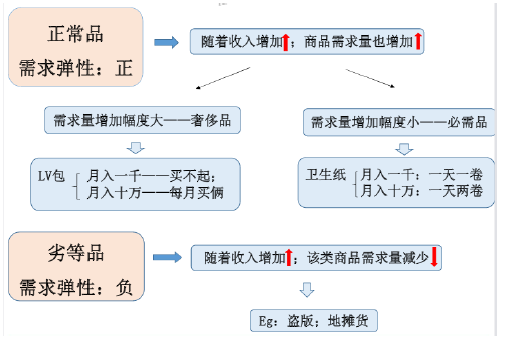 正常品
需求弹性：正
随着收入增加；商品需求量也增加
需求量增加幅度大——奢侈品
需求量增加幅度小——必需品
LV包
月入一千——买不起；
月入十万——每月买俩
卫生纸
月入一千：一天一卷
月入十万：一天两卷
劣等品
需求弹性：负
随着收入增加；该类商品需求量减少
Eg：盗版；地摊货